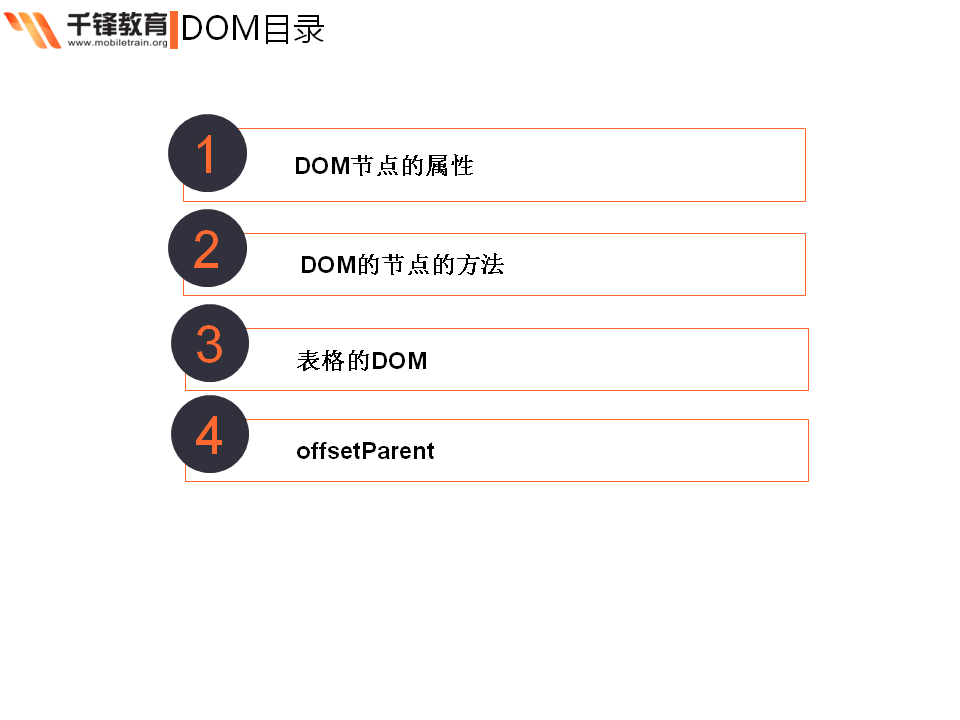 千锋教育
www.mobiletrain.org
DOM目录
1
DOM节点的属性
2
DOM的节点的方法
3
表格的DOM
4
offsetParent